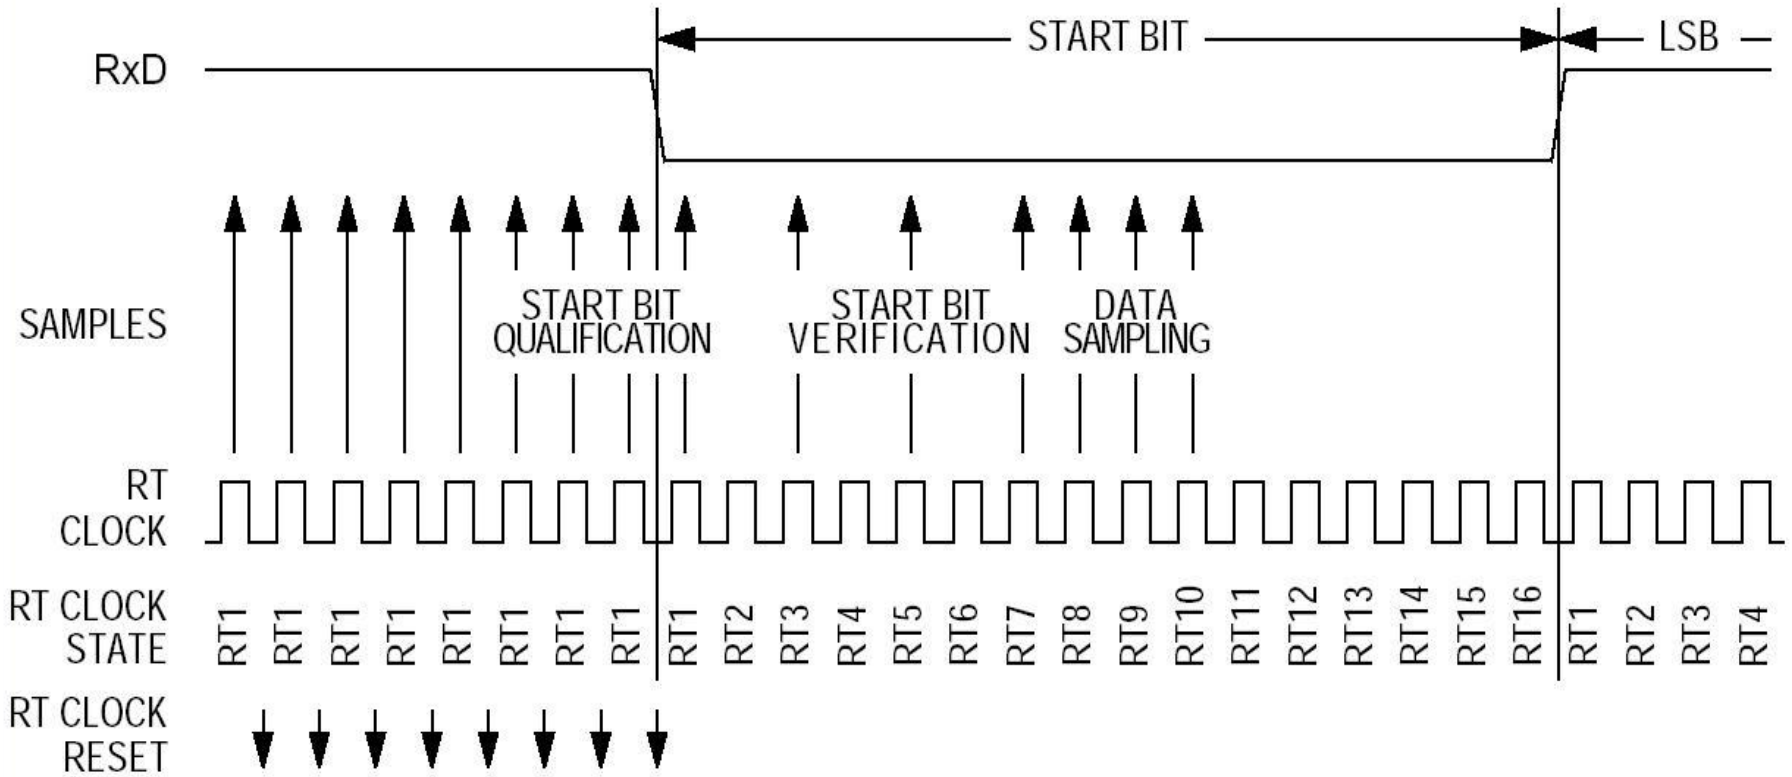 START BIT
LSB
RxD
SAMPLES
START BIT
QUALIFICATION
START BIT
VERIFICATION
DATA
SAMPLING
RT
CLOCK
RT CLOCK
STATE
RT1
RT1
RT1
RT1
RT1
RT1
RT1
RT1
RT1
RT2
RT3
RT4
RT5
RT6
RT7
RT8
RT9
RT10
RT11
RT12
RT13
RT14
RT15
RT16
RT1
RT2
RT3
RT4
RT CLOCK
RESET